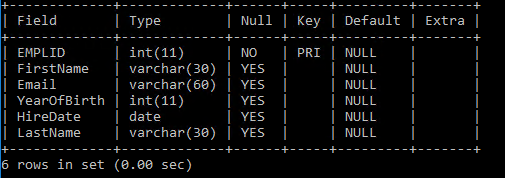 +-------------+-------------+------+-----+---------+-------+
| Field       | Type        | Null | Key | Default | Extra |
+-------------+-------------+------+-----+---------+-------+
| EMPLID      | int(11)     | NO   | PRI | NULL    |       |
| FirstName   | varchar(30) | YES  |     | NULL    |       |
| Email       | varchar(60) | YES  |     | NULL    |       |
| YearOfBirth | int(11)     | YES  |     | NULL    |       |
| HireDate    | date        | YES  |     | NULL    |       |
| LastName    | varchar(30) | YES  |     | NULL    |       |
+-------------+-------------+------+-----+---------+-------+
6 rows in set (0.00 sec)